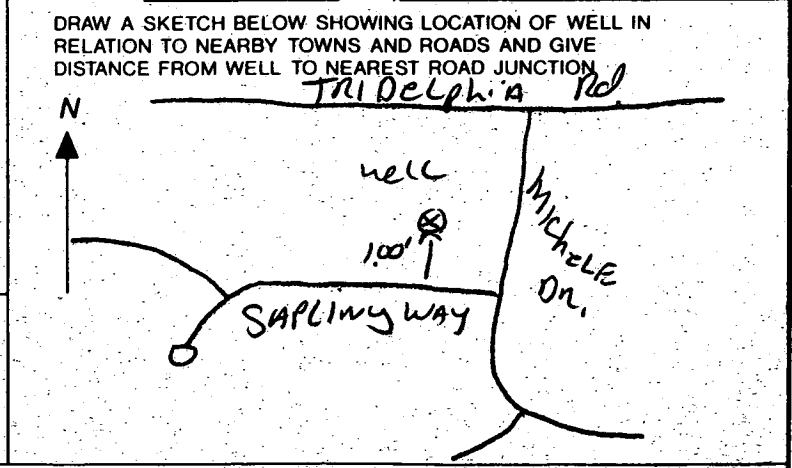 DRAW A SKETCH BELOW SHOWING LOCATION OF WELL IN
RELATION TO NEARBY TOWNS AND ROADS AND GIVE
DISTANCE FROM WELL TO NEAREST ROAD JUNCTION
TRIDELPhiA Rd.
N
well
100'
MIChELE
Dr.
SAPLINg WAY